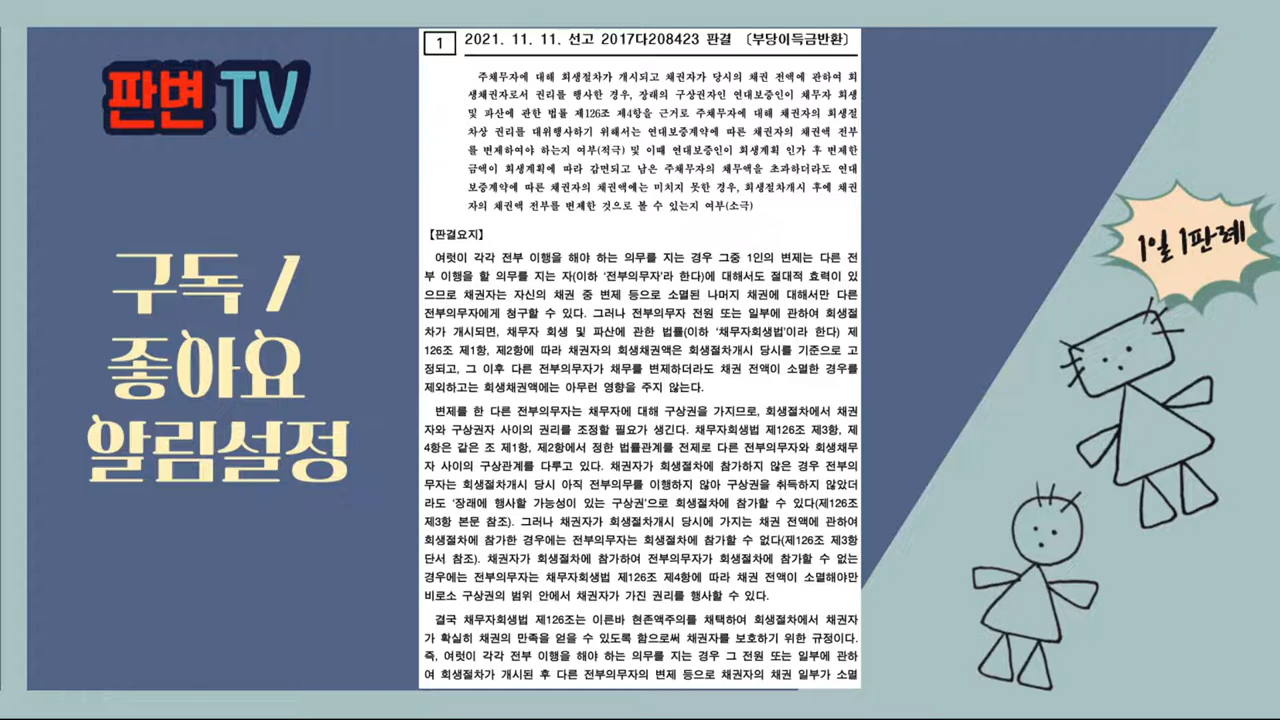 판변 TV
구독 /
좋아요
알림설정
1 2021. 11. 11. 선고 2017다208423 판결 〔부당이득금반환〕
주채무자에 대해 회생절차가 개시되고 채권자가 당시의 채권 전액에 관하여 회
생채권자로서 권리를 행사한 경우, 장래의 구상권자인 연대보증인이 채무자 회생
및 파산에 관한 법률 제126조 제4항을 근거로 주채무자에 대해 채권자의 회생절
차상 권리를 대위행사하기 위해서는 연대보증계약에 따른 채권자의 채권액 전부
를 변제하여야 하는지 여부(적극) 및 이때 연대보증인이 회생계획 인가 후 변제한
금액이 회생계획에 따라 감면되고 남은 주채무자의 채무액을 초과하더라도 연대
보증계약에 따른 채권자의 채권액에는 미치지 못한 경우, 회생절차개시 후에 채권
자의 채권액 전부를 변제한 것으로 볼 수 있는지 여부(소극)
【판결요지】
여럿이 각각 전부 이행을 해야 하는 의무를 지는 경우 그중 1인의 변제는 다른 전
부 이행을 할 의무를 지는 자(이하 ‘전부의무자’라 한다)에 대해서도 절대적 효력이 있
으므로 채권자는 자신의 채권 중 변제 등으로 소멸된 나머지 채권에 대해서만 다른
전부의무자에게 청구할 수 있다. 그러나 전부의무자 전원 또는 일부에 관하여 회생절
차가 개시되면, 채무자 회생 및 파산에 관한 법률(이하 ‘채무자회생법’이라 한다) 제
126조 제1항, 제2항에 따라 채권자의 회생채권액은 회생절차개시 당시를 기준으로 고
정되고, 그 이후 다른 전부의무자가 채무를 변제하더라도 채권 전액이 소멸한 경우를
제외하고는 회생채권액에는 아무런 영향을 주지 않는다.
변제를 한 다른 전부의무자는 채무자에 대해 구상권을 가지므로, 회생절차에서 채권
자와 구상권자 사이의 권리를 조정할 필요가 생긴다. 채무자회생법 제126조 제3항, 제
4항은 같은 조 제1항, 제2항에서 정한 법률관계를 전제로 다른 전부의무자와 회생채무
자 사이의 구상관계를 다루고 있다. 채권자가 회생절차에 참가하지 않은 경우 전부의
무자는 회생절차개시 당시 아직 전부의무를 이행하지 않아 구상권을 취득하지 않았더
라도 ‘장래에 행사할 가능성이 있는 구상권’으로 회생절차에 참가할 수 있다(제126조
제3항 본문 참조). 그러나 채권자가 회생절차개시 당시에 가지는 채권 전액에 관하여
회생절차에 참가한 경우에는 전부의무자는 회생절차에 참가할 수 없다(제126조 제3항
단서 참조). 채권자가 회생절차에 참가하여 전부의무자가 회생절차에 참가할 수 없는
경우에는 전부의무자는 채무자회생법 제126조 제4항에 따라 채권 전액이 소멸해야만
비로소 구상권의 범위 안에서 채권자가 가진 권리를 행사할 수 있다.
결국 채무자회생법 제126조는 이른바 현존액주의를 채택하여 회생절차에서 채권자
가 확실히 채권의 만족을 얻을 수 있도록 함으로써 채권자를 보호하기 위한 규정이다.
즉, 여럿이 각각 전부 이행을 해야 하는 의무를 지는 경우 그 전원 또는 일부에 관하
여 회생절차가 개시된 후 다른 전부의무자의 변제 등으로 채권자의 채권 일부가 소멸
1일 1판례